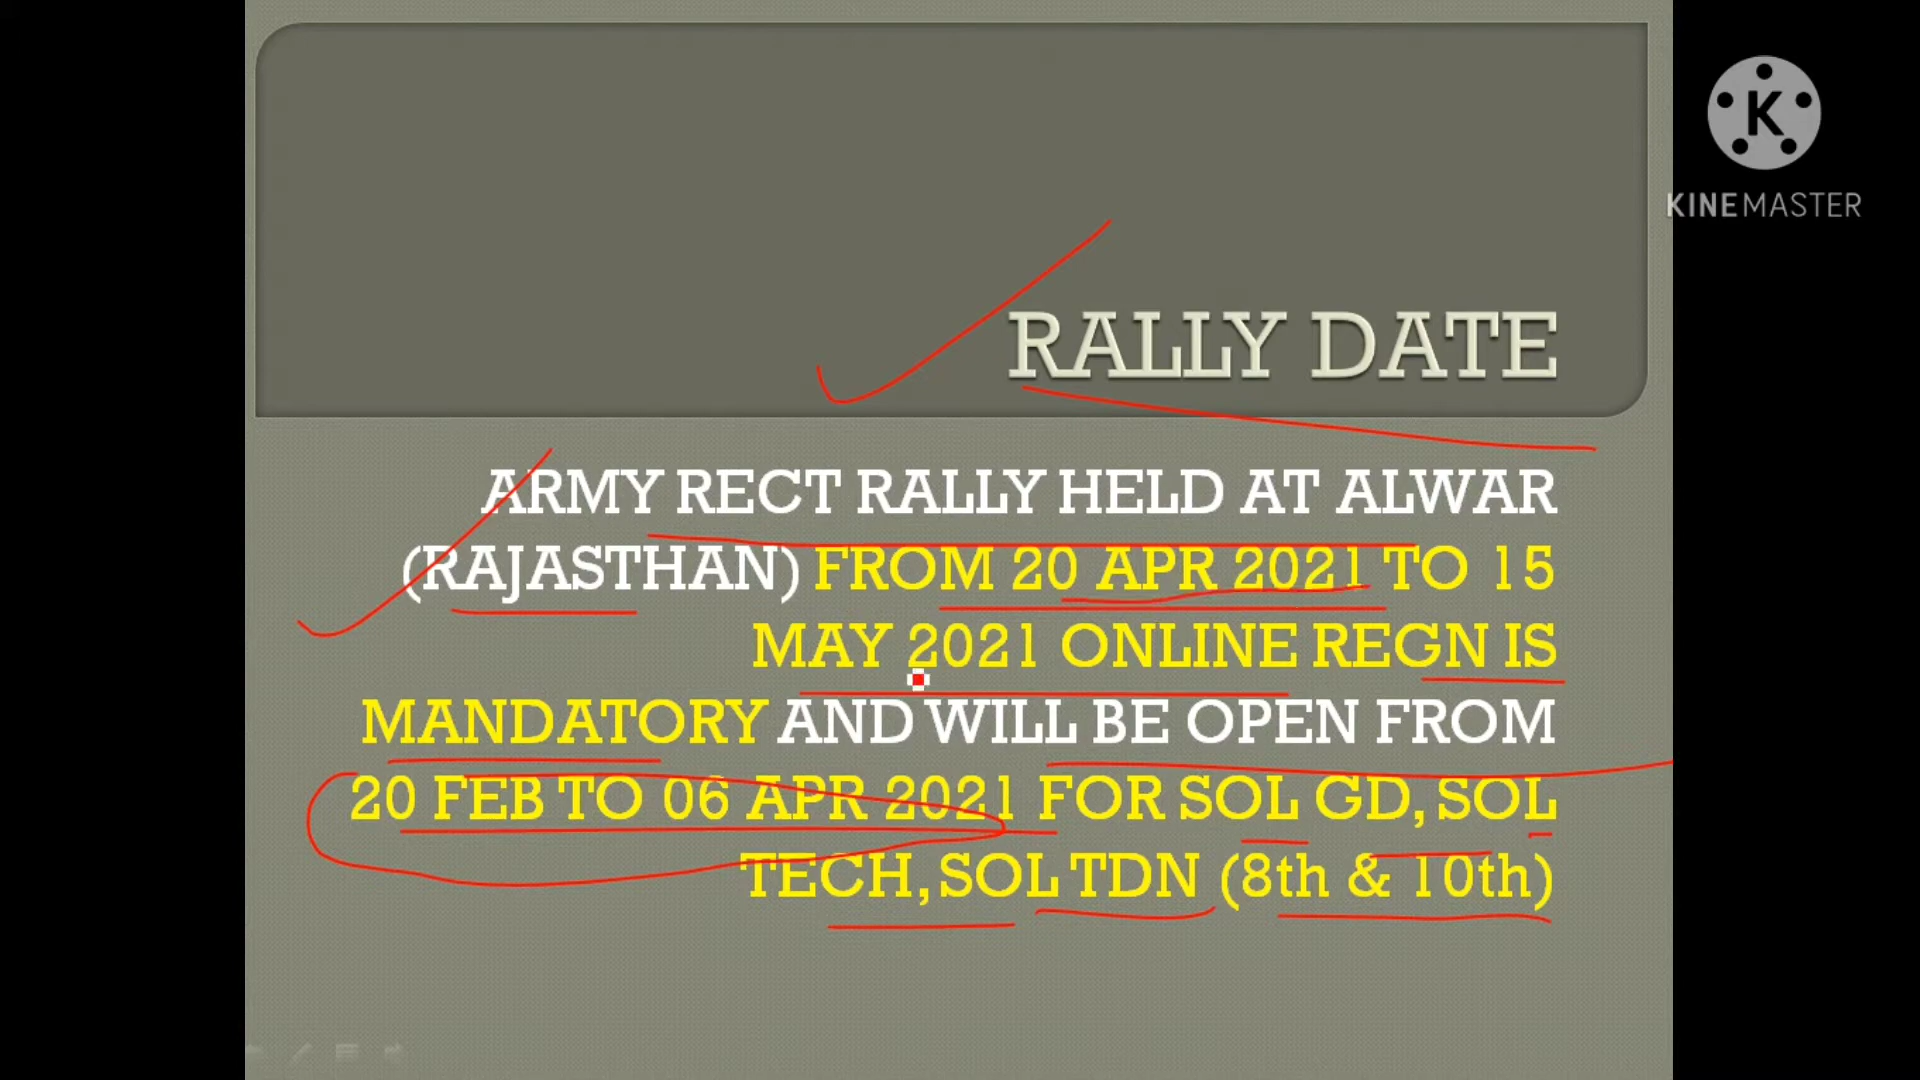 K
KINEMASTER
RALLY DATE
ARMY RECT RALLY HELD AT ALWAR
(RAJASTHAN) FROM 20 APR 2021 TO 15
MAY 2021 ONLINE REGN IS
MANDATORY AND WILL BE OPEN FROM
20 FEB TO 06 APR 2021 FOR SOL GD, SOL
TECH, SOL TDN (8th & 10th)